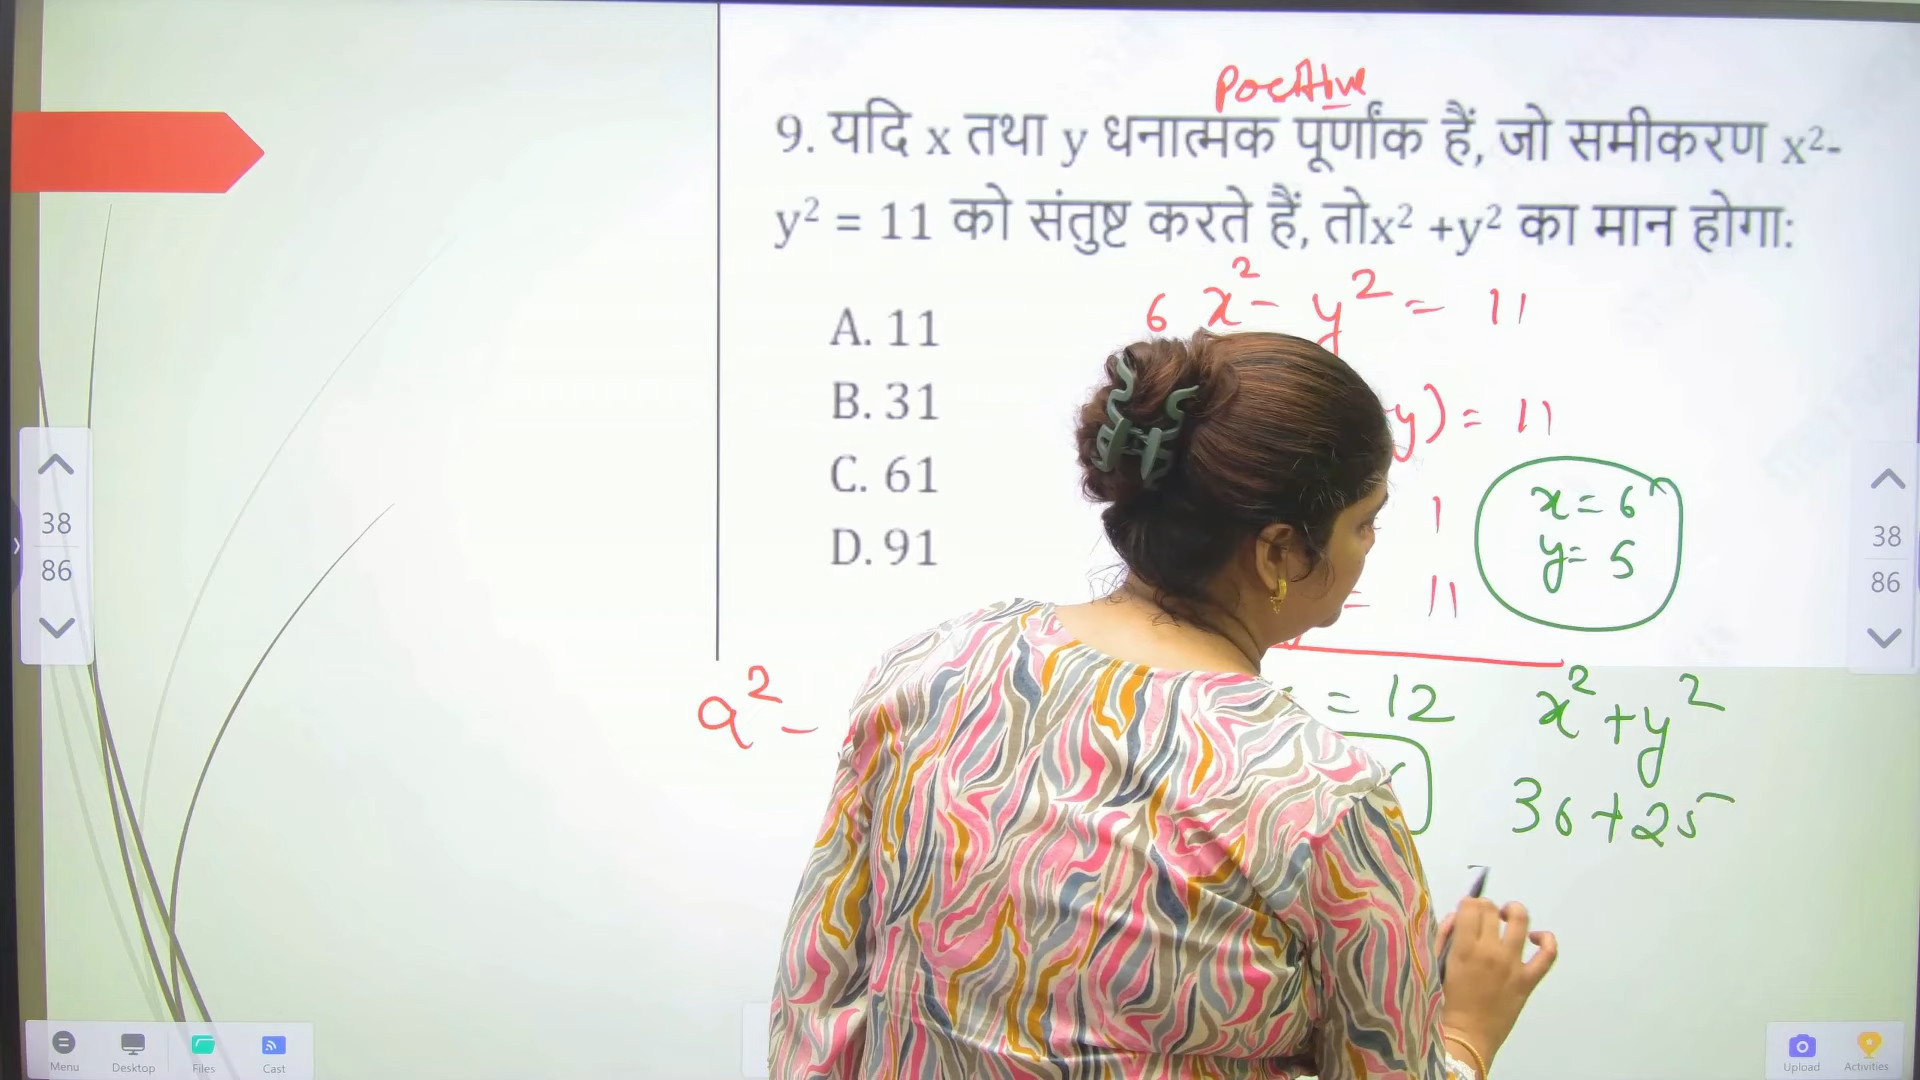 Positive
9. यदि x तथा y धनात्मक पूर्णांक हैं, जो समीकरण x²-
y² = 11 को संतुष्ट करते हैं, तोx² +y² का मान होगा:
A. 11
B. 31
C. 61
D. 91
6 x² - y² = 11
y) = 11
1
= 11
x = 6
y = 5
= 12
a² -
x² + y²
36 + 25
38
86
38
86
Menu
Desktop
Files
Cast
Upload
Activities